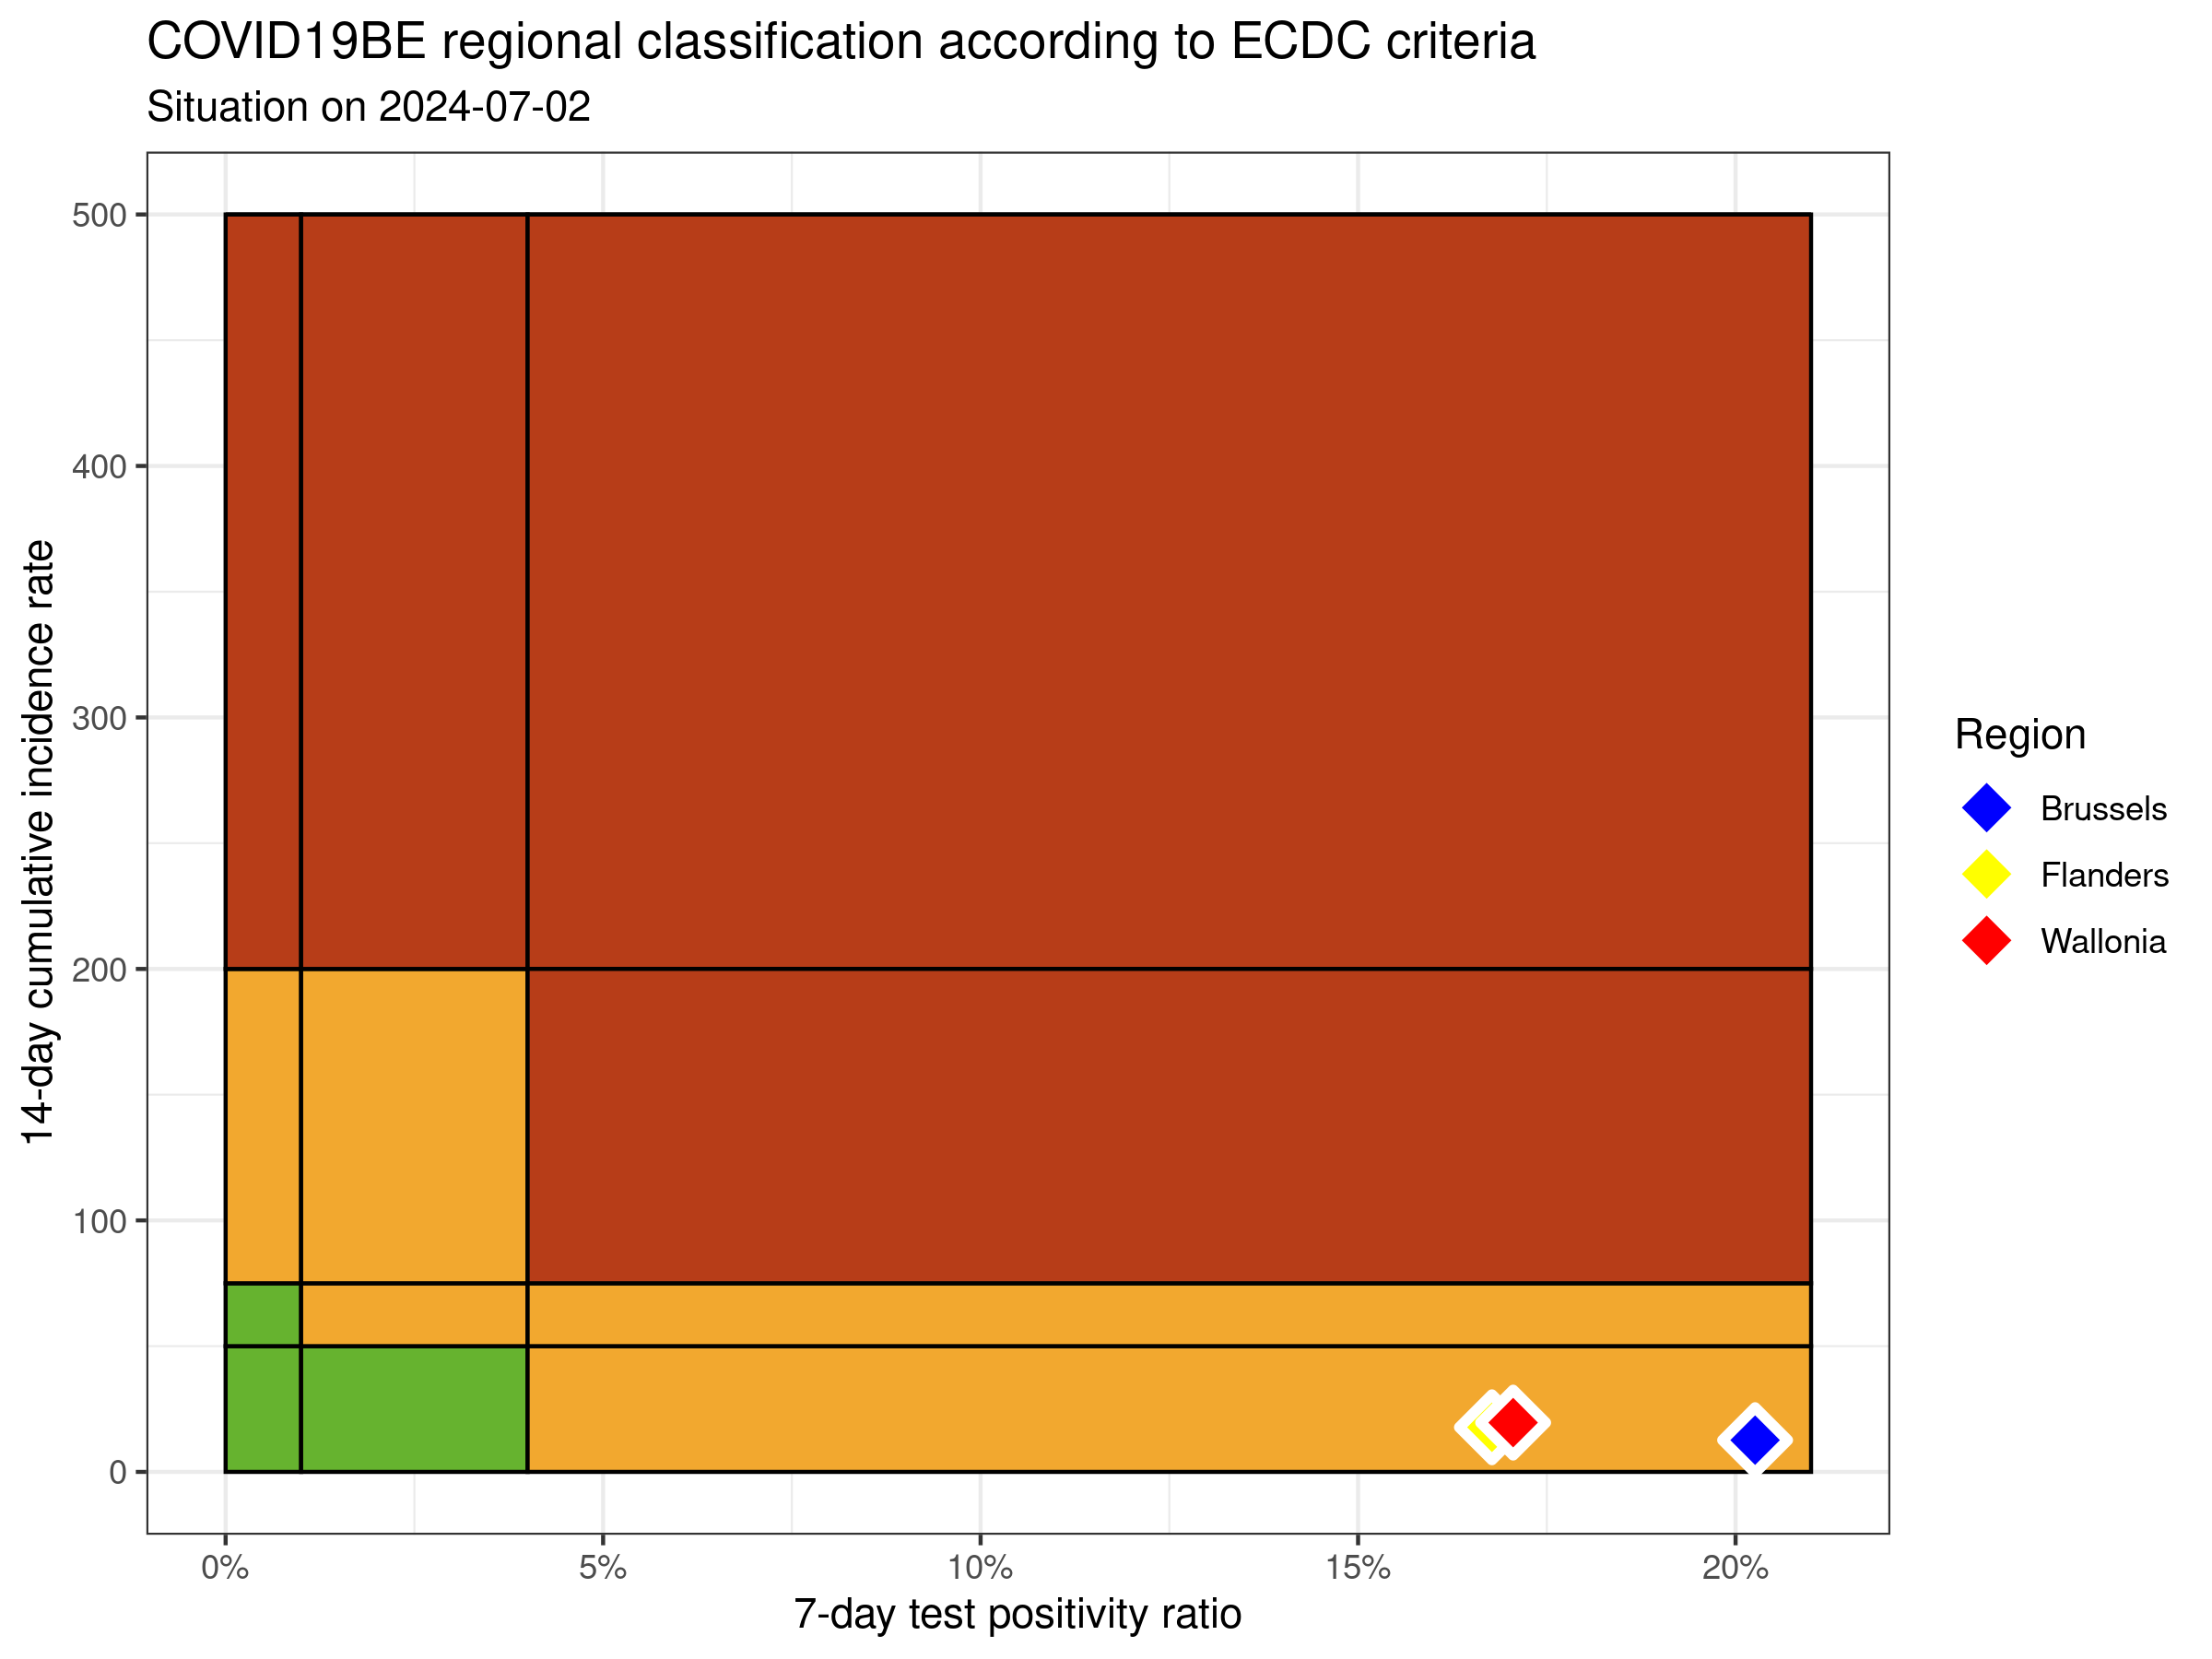 COVID19BE regional classification according to ECDC criteria
Situation on 2024-07-02
14-day cumulative incidence rate
500
400
300
200
100
0
0%
5%
10%
15%
20%
7-day test positivity ratio
Region
Brussels
Flanders
Wallonia